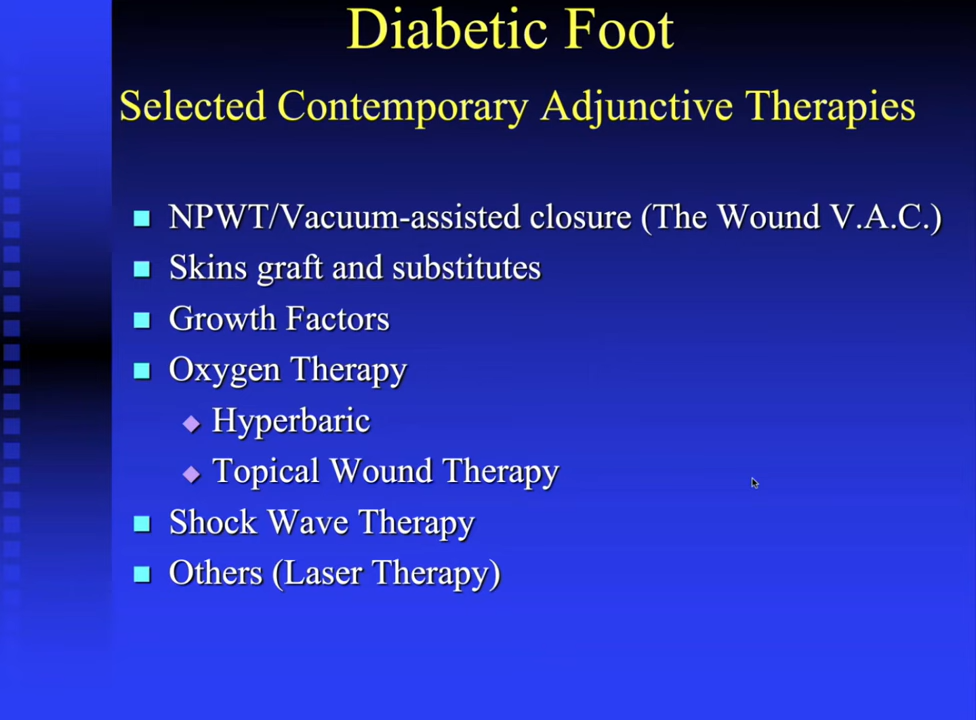 Diabetic Foot
Selected Contemporary Adjunctive Therapies
NPWT/Vacuum-assisted closure (The Wound V.A.C.)
Skins graft and substitutes
Growth Factors
Oxygen Therapy
Hyperbaric
Topical Wound Therapy
Shock Wave Therapy
Others (Laser Therapy)